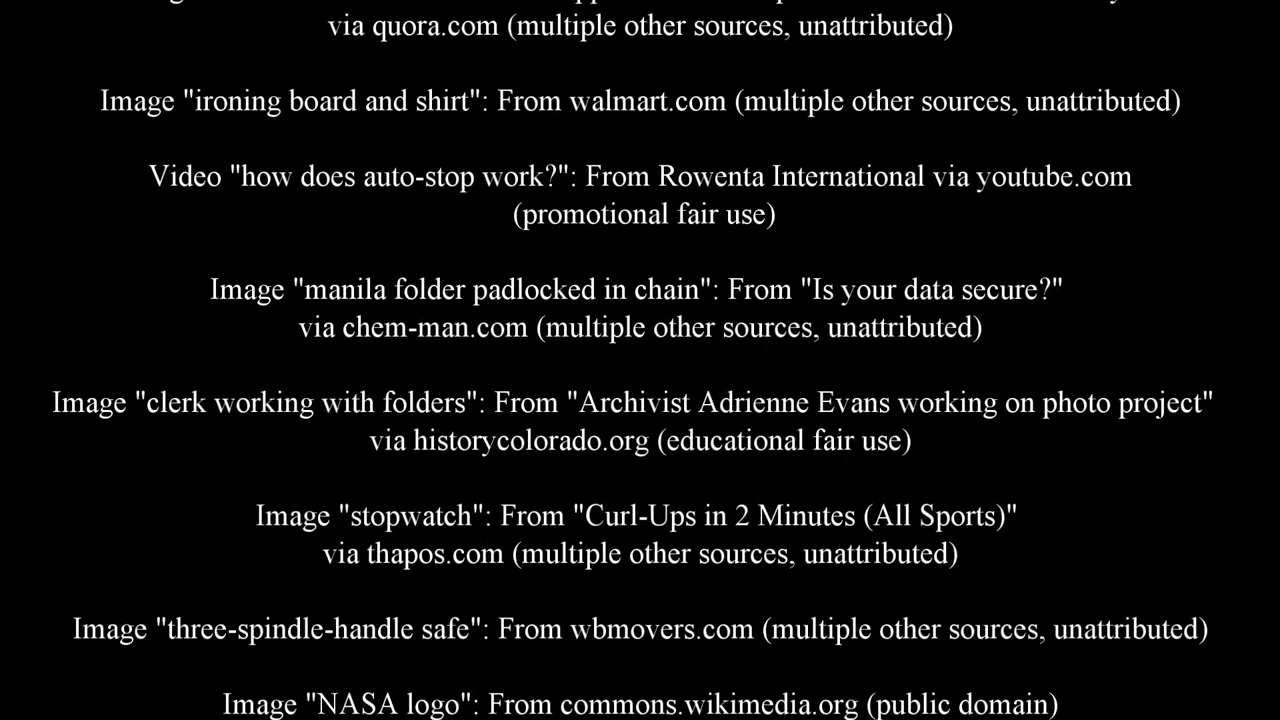 via quora.com (multiple other sources, unattributed)
Image "ironing board and shirt": From walmart.com (multiple other sources, unattributed)
Video "how does auto-stop work?": From Rowenta International via youtube.com
(promotional fair use)
Image "manila folder padlocked in chain": From "Is your data secure?"
via chem-man.com (multiple other sources, unattributed)
Image "clerk working with folders": From "Archivist Adrienne Evans working on photo project"
via historycolorado.org (educational fair use)
Image "stopwatch": From "Curl-Ups in 2 Minutes (All Sports)"
via thapos.com (multiple other sources, unattributed)
Image "three-spindle-handle safe": From wbmovers.com (multiple other sources, unattributed)
Image "NASA logo": From commons.wikimedia.org (public domain)